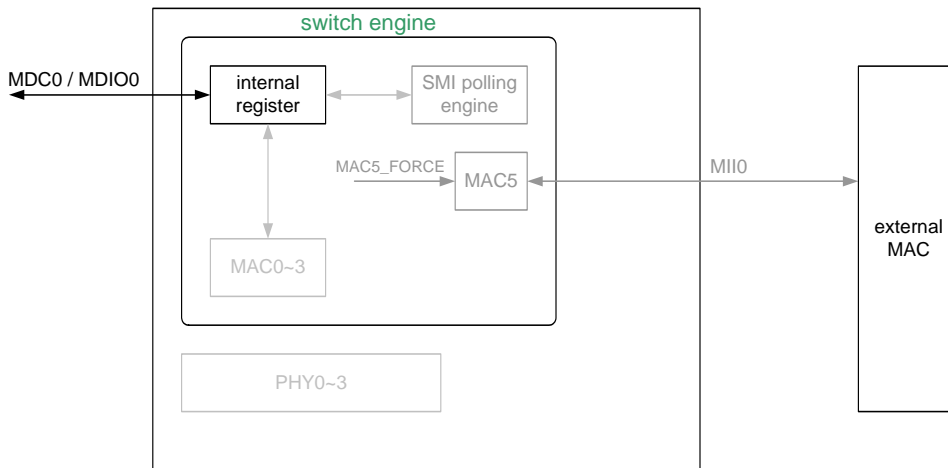 switch engine
MDC0 / MDIO0
internal
register
SMI polling
engine
MAC5_FORCE
MAC5
MII0
MAC0~3
external
MAC
PHY0~3